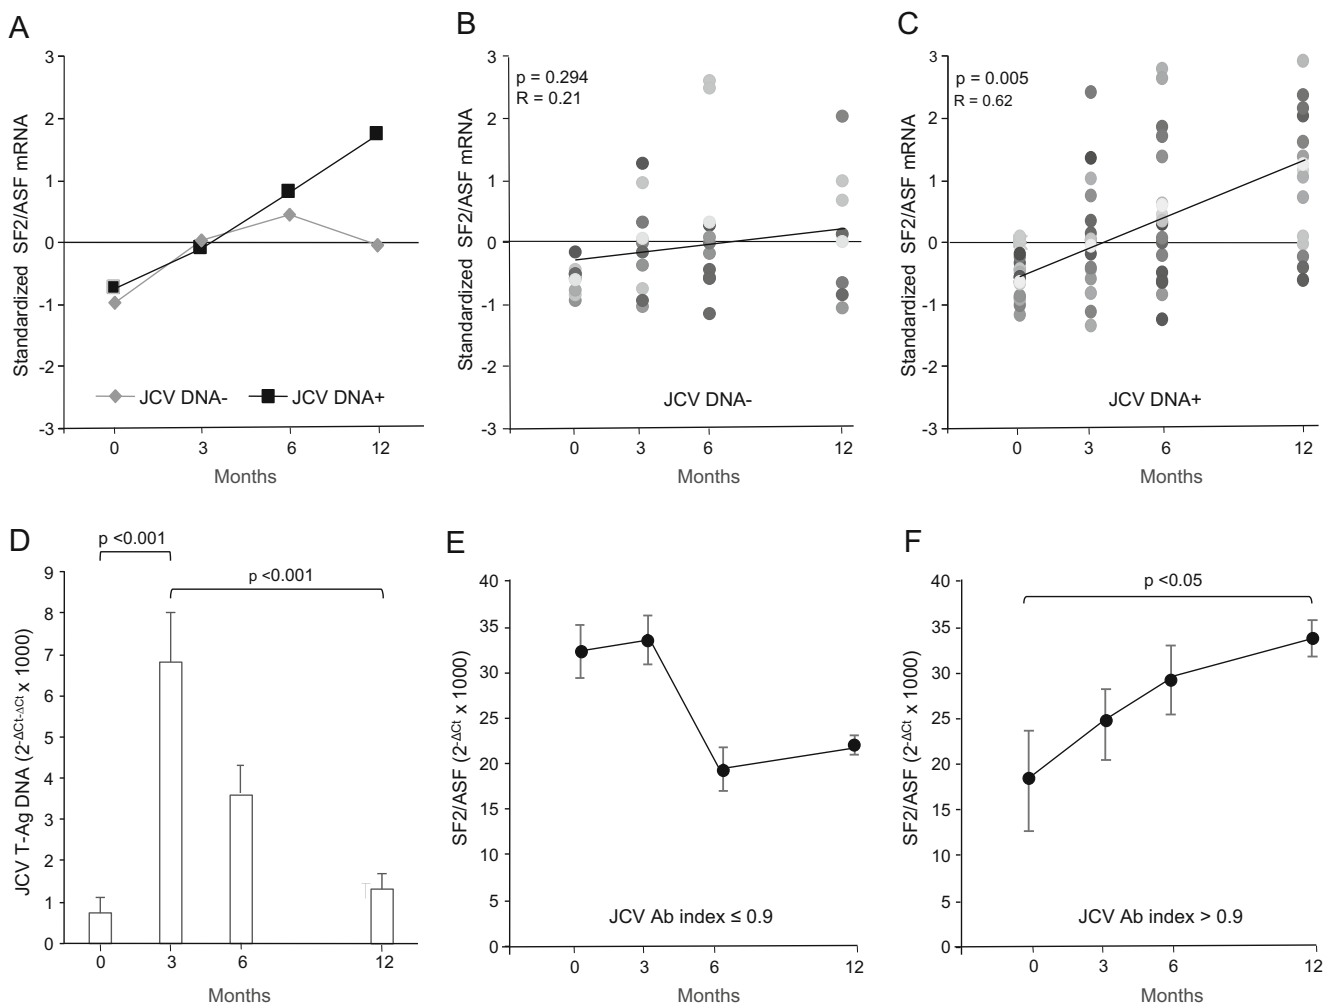 A
3
2
1
0
-1
-2
-3
Standardized SF2/ASF mRNA
JCV DNA-
JCV DNA+
0 3 6 12
Months
B
3
2
1
0
-1
-2
-3
Standardized SF2/ASF mRNA
p = 0.294
R = 0.21
JCV DNA-
0 3 6 12
C
3
2
1
0
-1
-2
-3
Standardized SF2/ASF mRNA
p = 0.005
R = 0.62
JCV DNA+
0 3 6 12
Months
D
p <0.001
p <0.001
9
8
7
6
5
4
3
2
1
0
JCV T-Ag DNA (2-ΔCt-ΔCt x 1000)
0 3 6 12
Months
E
40
35
30
25
20
15
10
5
0
SF2/ASF (2-ΔCt x 1000)
JCV Ab index ≤ 0.9
0 3 6 12
Months
F
p <0.05
40
35
30
25
20
15
10
5
0
SF2/ASF (2-ΔCt x 1000)
JCV Ab index > 0.9
0 3 6 12
Months